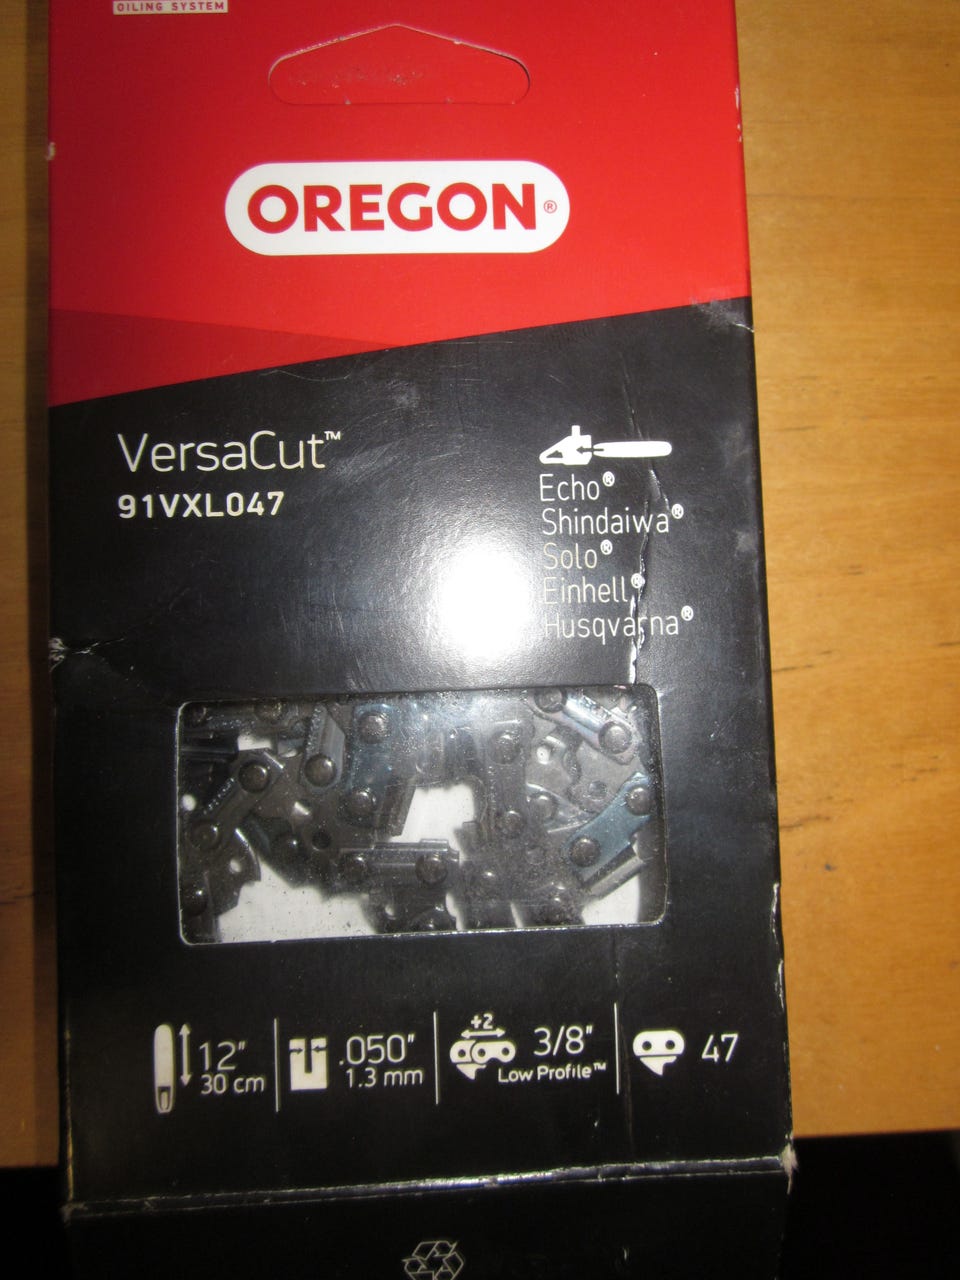 OILING SYSTEM
OREGON®
VersaCut™
91VXL047
Echo®
Shindaiwa®
Solo®
Einhell®
Husqvarna®
12"
30 cm
.050"
1.3 mm
+2
3/8"
Low Profile™
47